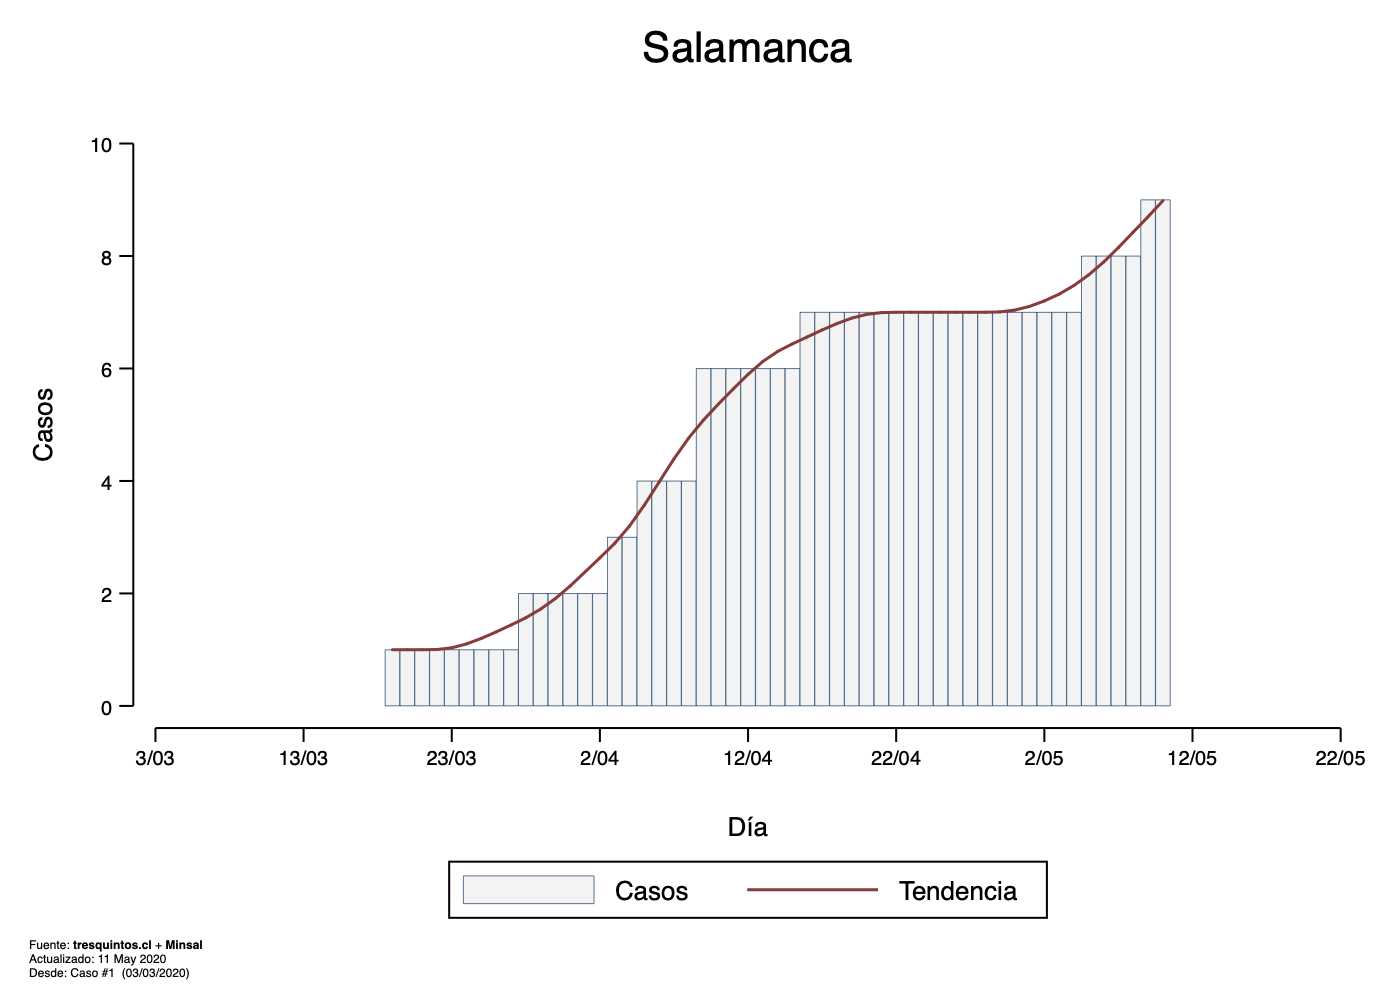 Salamanca
10
8
6
4
2
0
Casos
3/03 13/03 23/03 2/04 12/04 22/04 2/05 12/05 22/05
Día
Casos Tendencia
Fuente: tresquintos.cl + Minsal
Actualizado: 11 May 2020
Desde: Caso #1 (03/03/2020)